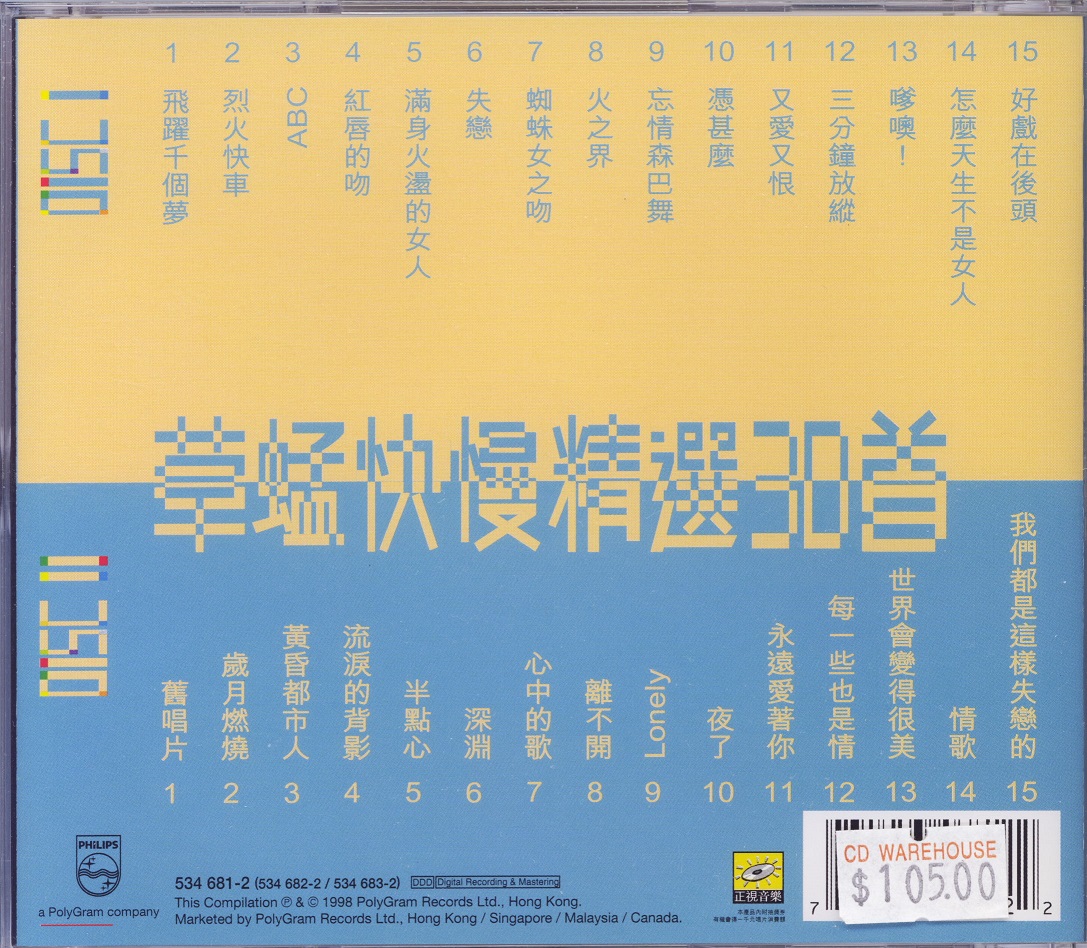 DISC I
1 飛躍千個夢
2 烈火快車
3 ABC
4 紅唇的吻
5 滿身火燙的女人
6 失戀
7 蜘蛛女之吻
8 火之界
9 忘情森巴舞
10 憑甚麼
11 又愛又恨
12 三分鐘放縱
13 嗲噢！
14 怎麼天生不是女人
15 好戲在後頭
草蜢快慢精選30首
DISC II
舊唱片 1
歲月燃燒 2
黃昏都市人 3
流淚的背影 4
半點心 5
深淵 6
心中的歌 7
離不開 8
Lonely 9
夜了 10
永遠愛著你 11
每一些也是情 12
世界會變得很美 13
情歌 14
我們都是這樣失戀的 15
PHILIPS
a PolyGram company
534 681-2 (534 682-2 / 534 683-2) DDD Digital Recording & Mastering
This Compilation ℗ & © 1998 PolyGram Records Ltd., Hong Kong.
Marketed by PolyGram Records Ltd., Hong Kong / Singapore / Malaysia / Canada.
正視音樂
CD WAREHOUSE
$105.00
7
2 2